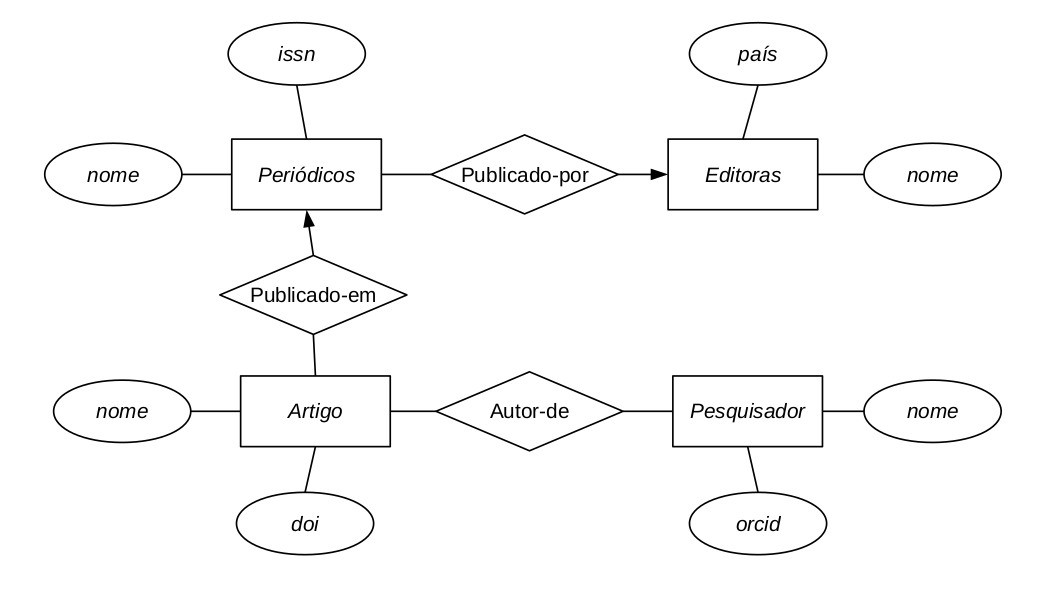 issn
país
nome
Periódicos
Publicado-por
Editoras
nome
Publicado-em
nome
Artigo
Autor-de
Pesquisador
nome
doi
orcid